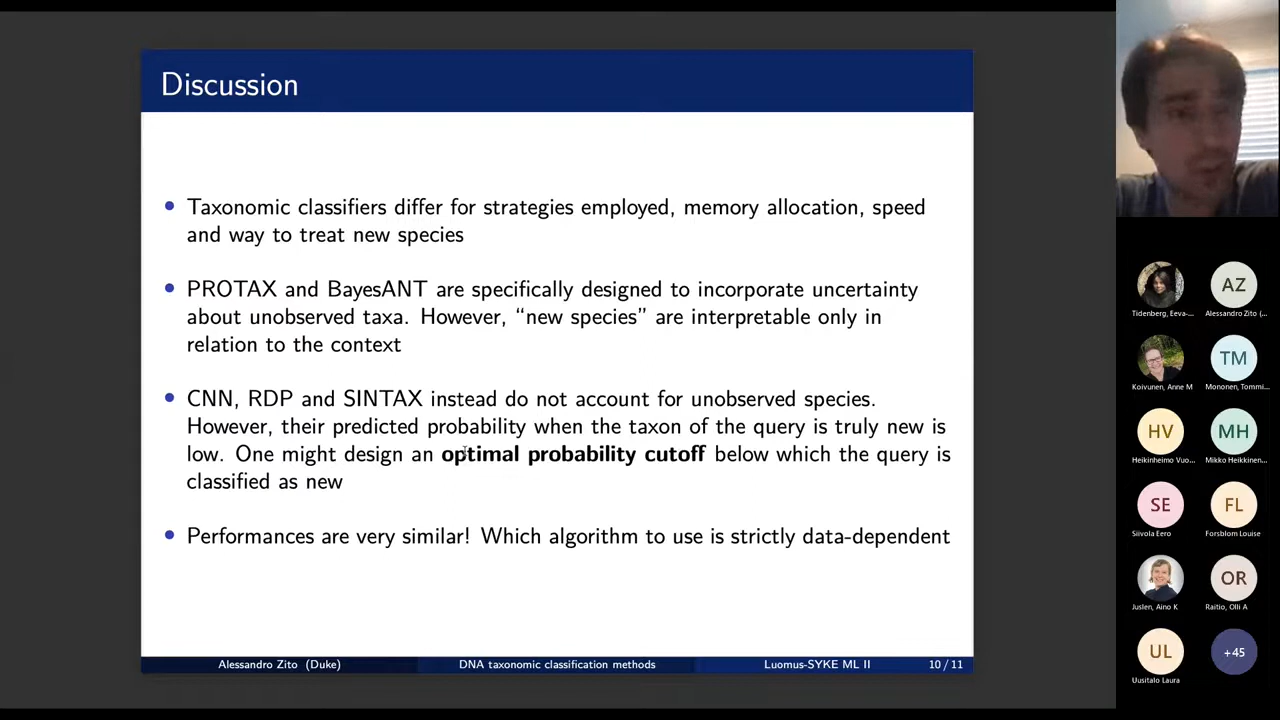 Discussion
Taxonomic classifiers differ for strategies employed, memory allocation, speed
and way to treat new species
PROTAX and BayesANT are specifically designed to incorporate uncertainty
about unobserved taxa. However, “new species” are interpretable only in
relation to the context
CNN, RDP and SINTAX instead do not account for unobserved species.
However, their predicted probability when the taxon of the query is truly new is
low. One might design an optimal probability cutoff below which the query is
classified as new
Performances are very similar! Which algorithm to use is strictly data-dependent
Alessandro Zito (Duke)
DNA taxonomic classification methods
Luomus-SYKE ML II
10 / 11
Tidenberg, Eeva-...
AZ
Alessandro Zito (...
Koivunen, Anne M
TM
Mononen, Tommi...
HV
Heikinheimo Vuo...
MH
Mikko Heikkinen...
SE
Siivola Eero
FL
Forsblom Louise
Juslen, Aino K
OR
Raitio, Olli A
UL
Uusitalo Laura
+45